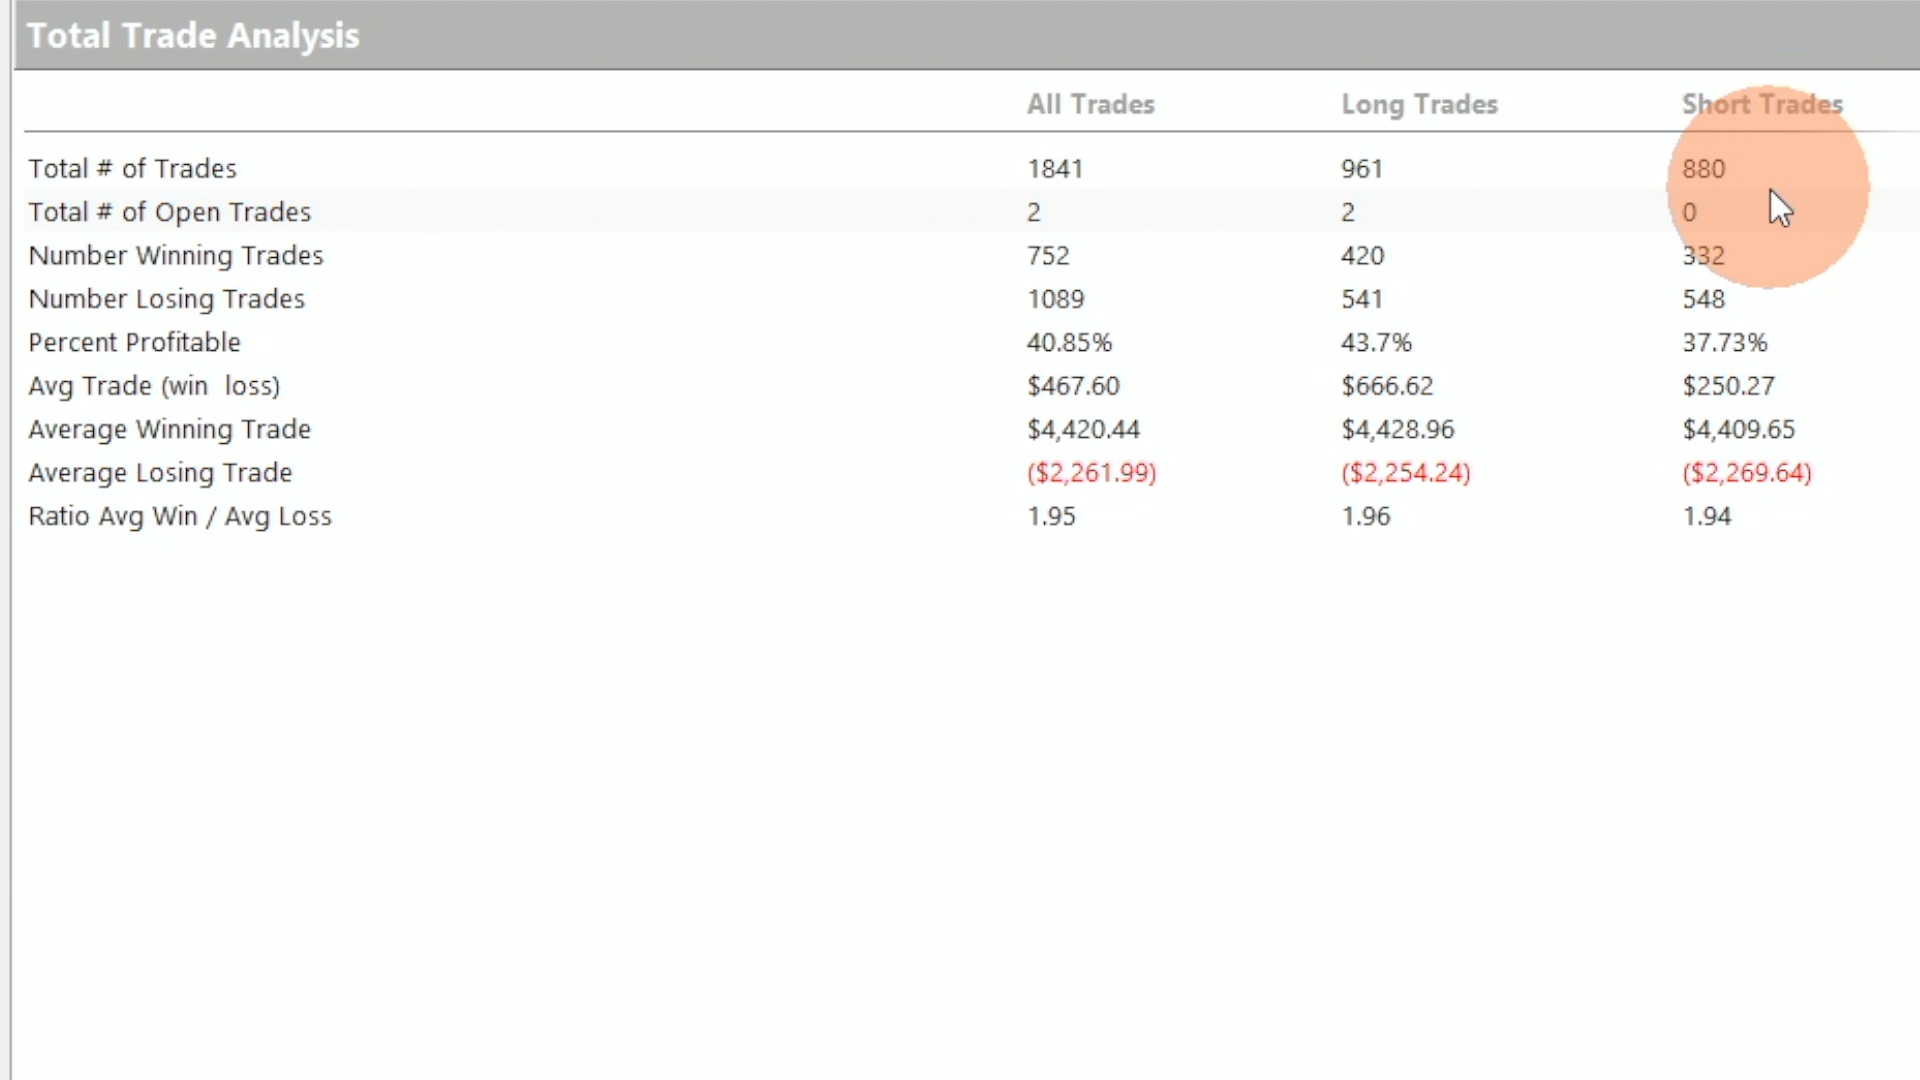 Total Trade Analysis
All Trades Long Trades Short Trades
Total # of Trades 1841 961 880
Total # of Open Trades 2 2 0
Number Winning Trades 752 420 332
Number Losing Trades 1089 541 548
Percent Profitable 40.85% 43.7% 37.73%
Avg Trade (win loss) $467.60 $666.62 $250.27
Average Winning Trade $4,420.44 $4,428.96 $4,409.65
Average Losing Trade ($2,261.99) ($2,254.24) ($2,269.64)
Ratio Avg Win / Avg Loss 1.95 1.96 1.94